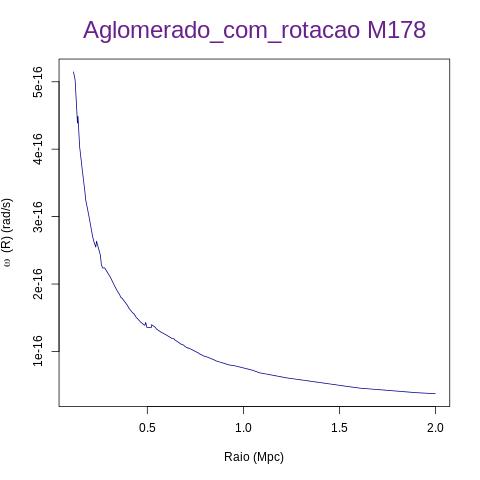 Aglomerado_com_rotacao M178
5e-16
4e-16
3e-16
2e-16
1e-16
ω (R) (rad/s)
0.5 1.0 1.5 2.0
Raio (Mpc)